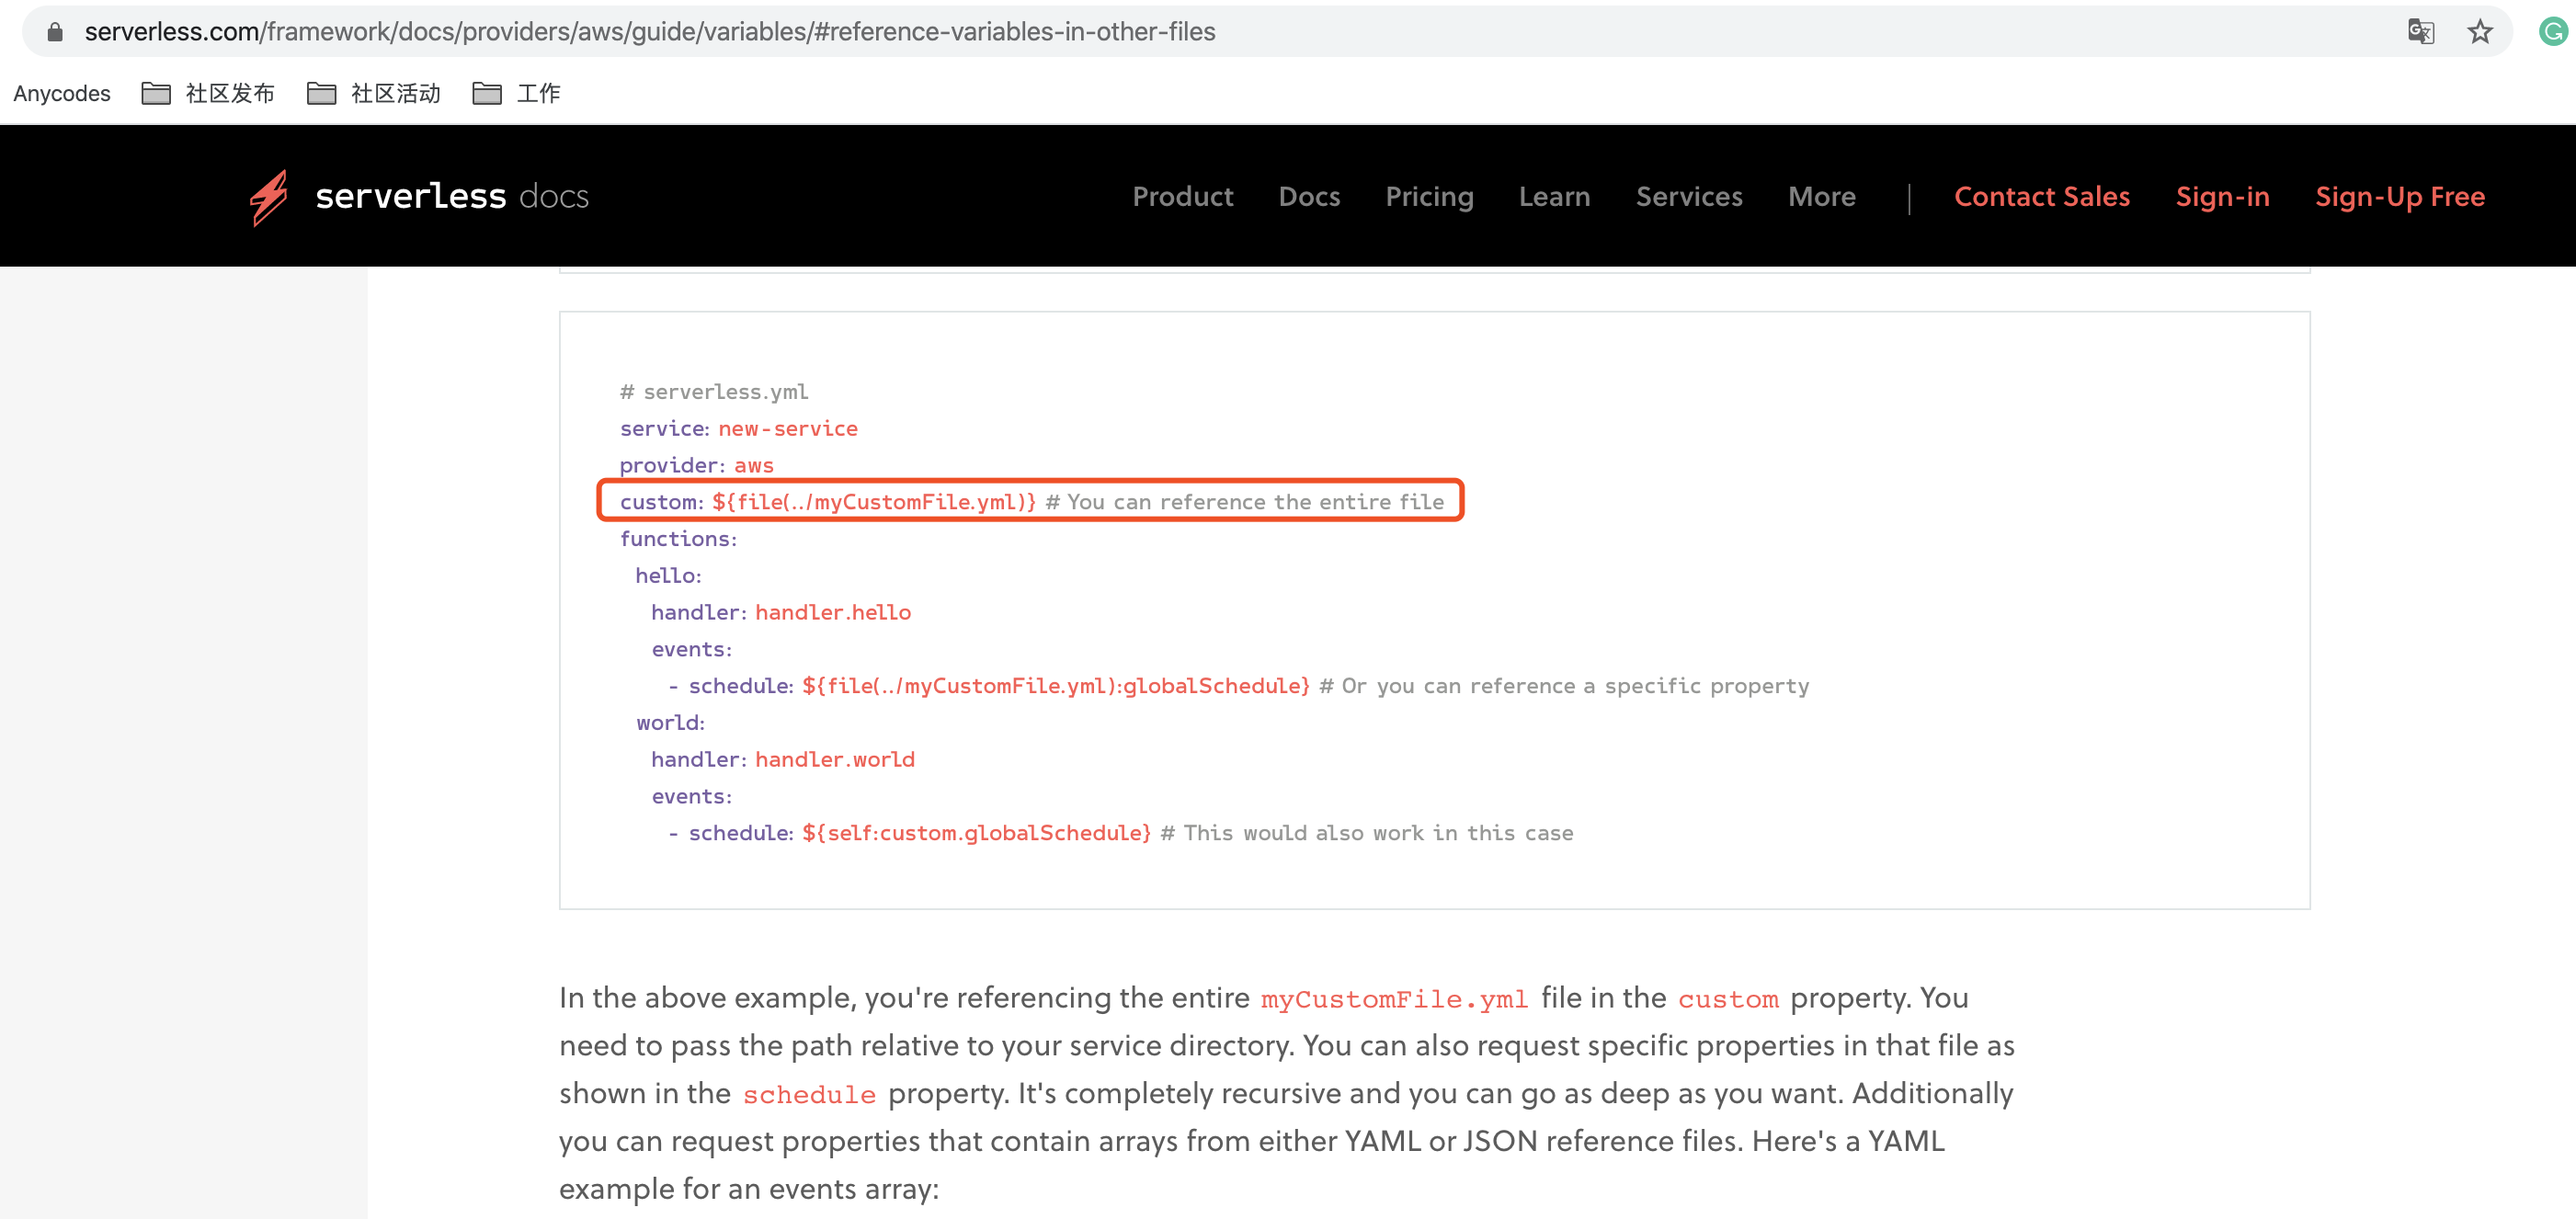 serverless.com/framework/docs/providers/aws/guide/variables/#reference-variables-in-other-files
Anycodes 社区发布 社区活动 工作
serverless docs Product Docs Pricing Learn Services More | Contact Sales Sign-in Sign-Up Free
# serverless.yml
service: new-service
provider: aws
custom: ${file(../myCustomFile.yml)} # You can reference the entire file
functions:
  hello:
    handler: handler.hello
    events:
      - schedule: ${file(../myCustomFile.yml):globalSchedule} # Or you can reference a specific property
  world:
    handler: handler.world
    events:
      - schedule: ${self:custom.globalSchedule} # This would also work in this case
In the above example, you're referencing the entire myCustomFile.yml file in the custom property. You
need to pass the path relative to your service directory. You can also request specific properties in that file as
shown in the schedule property. It's completely recursive and you can go as deep as you want. Additionally
you can request properties that contain arrays from either YAML or JSON reference files. Here's a YAML
example for an events array: